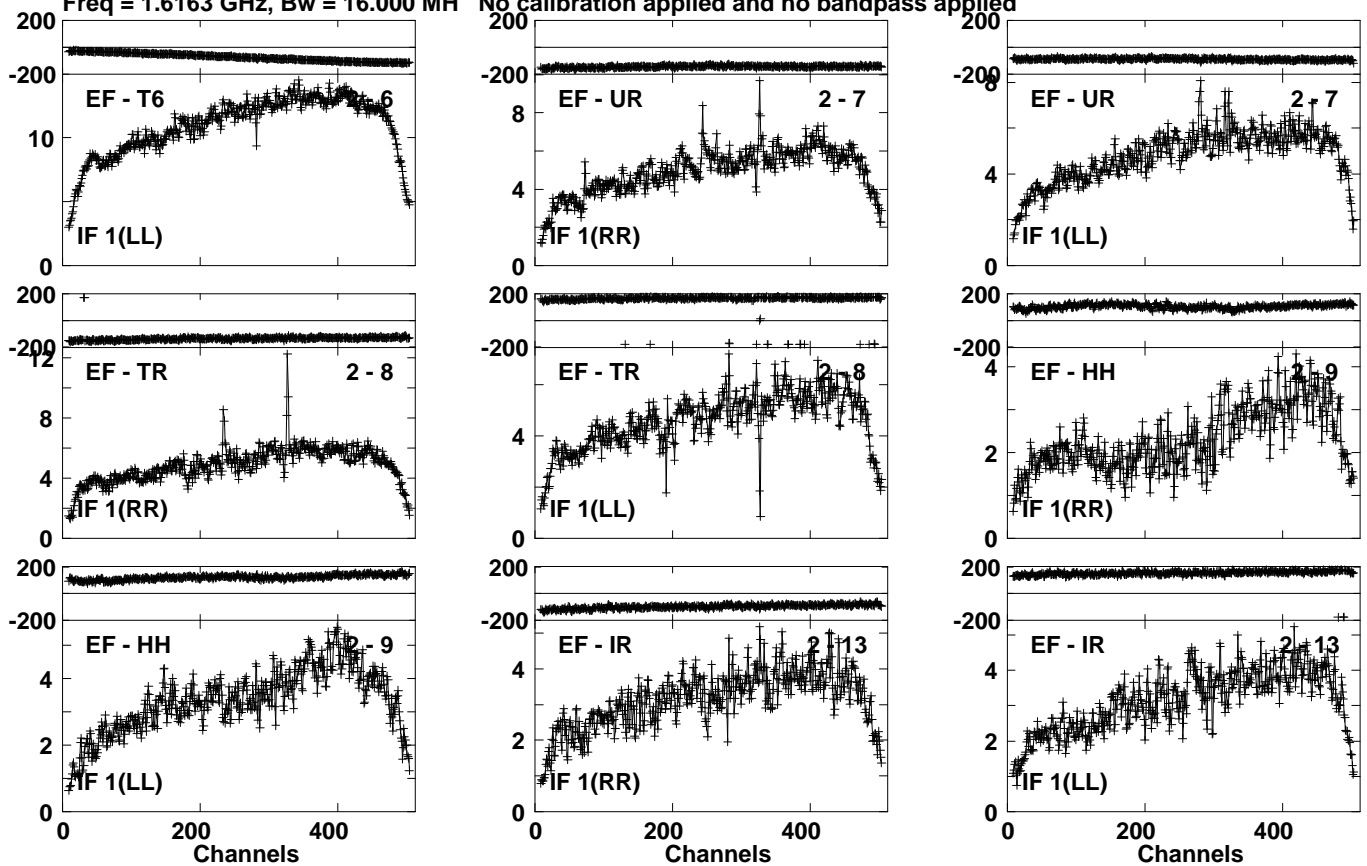 Freq = 1.6163 GHz, Bw = 16.000 MH No calibration applied and no bandpass applied
200 200 200
-200 -200 -200
EF - T6 2 - 6 EF - UR 2 - 7 EF - UR 2 - 7
8 8
10
4 4
IF 1(LL) IF 1(RR) IF 1(LL)
0 0 0
200 200 200
-200 -200 -200
12
EF - TR 2 - 8 EF - TR 2 - 8 EF - HH 2 - 9
4
8
4 2
4
IF 1(RR) IF 1(LL) IF 1(RR)
0 0 0
200 200 200
-200 -200 -200
EF - HH 2 - 9 EF - IR 2 - 13 EF - IR 2 - 13
4 4 4
2 2 2
IF 1(LL) IF 1(RR) IF 1(LL)
0 0 0
0 200 400 0 200 400 0 200 400
Channels Channels Channels